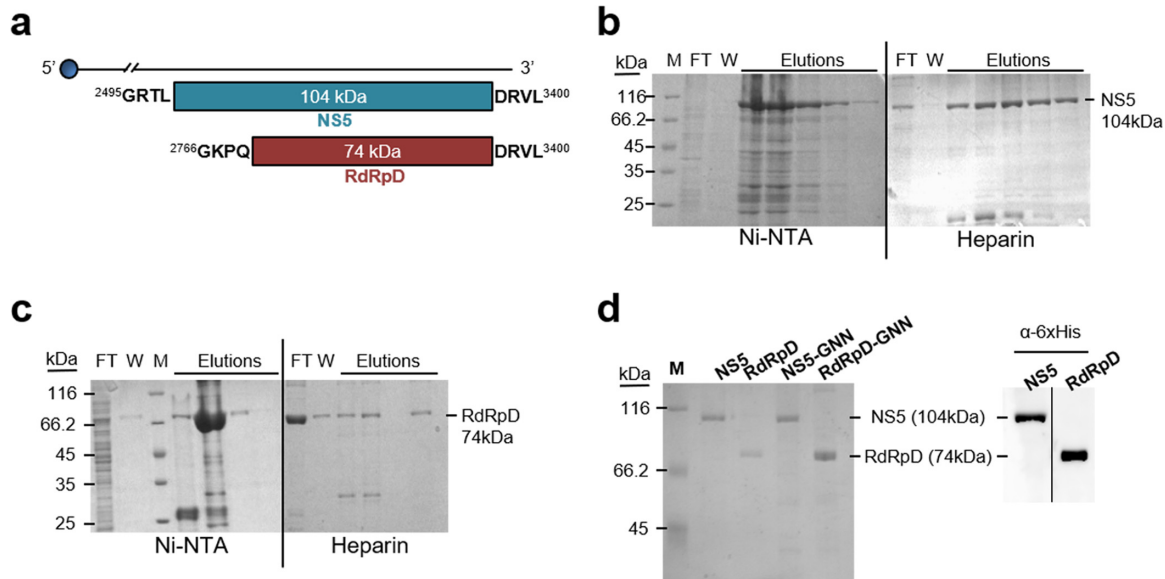 a
5' 3'
2495GRTL 104 kDa DRVL3400
NS5
2766GKPQ 74 kDa DRVL3400
RdRpD
b
kDa M FT W Elutions FT W Elutions
116
66.2
45
35
25
NS5
104kDa
Ni-NTA Heparin
c
kDa FT W M Elutions FT W Elutions
116
66.2
45
35
25
RdRpD
74kDa
Ni-NTA Heparin
d
kDa M NS5 RdRpD NS5-GNN RdRpD-GNN
116
66.2
45
NS5 (104kDa)
RdRpD (74kDa)
α-6xHis
NS5 RdRpD